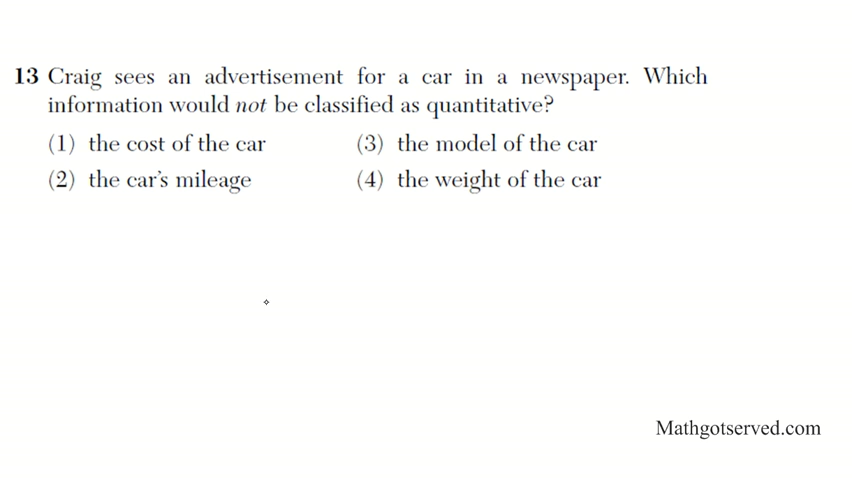 13 Craig sees an advertisement for a car in a newspaper. Which
information would not be classified as quantitative?
(1) the cost of the car (3) the model of the car
(2) the car's mileage (4) the weight of the car
Mathgotserved.com